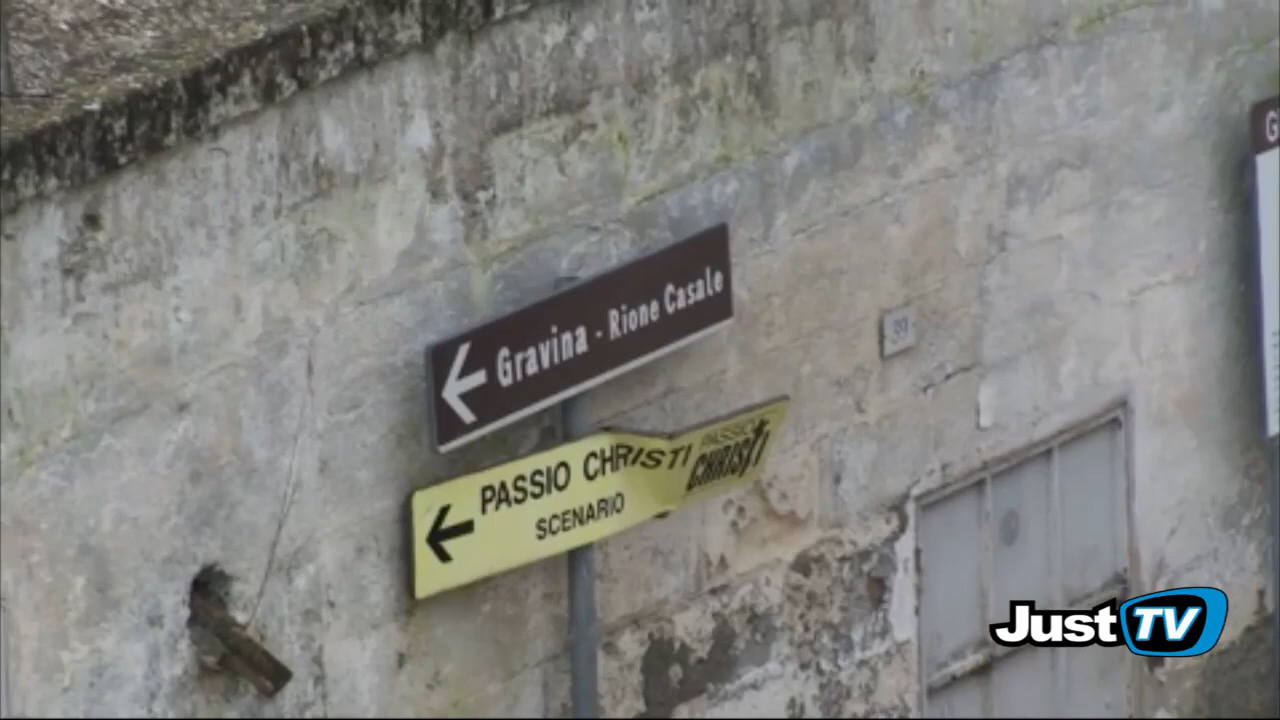 Gravina - Rione Casale
PASSIO CHRISTI
SCENARIO
PASSIO
CHRISTI
G
Just TV